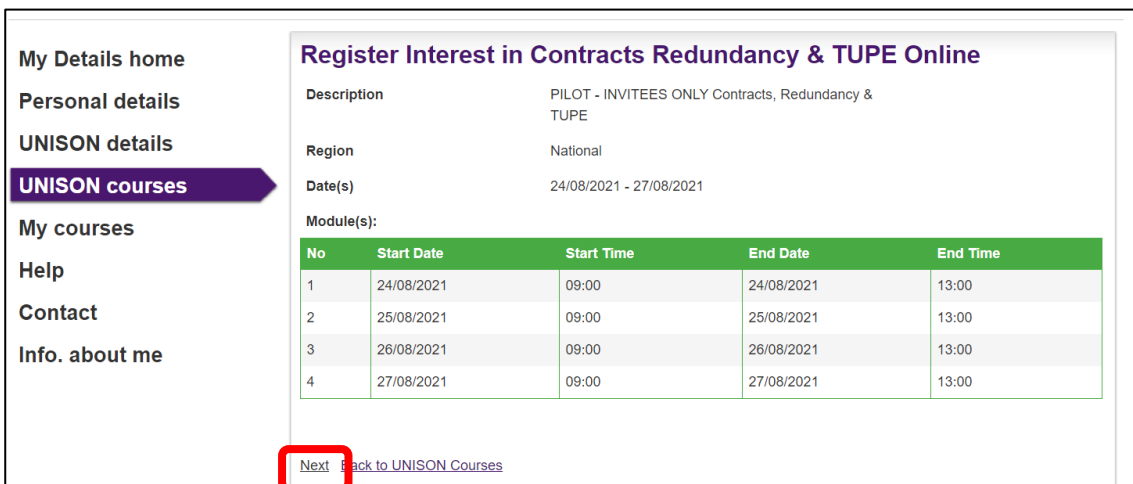 My Details home
Personal details
UNISON details
UNISON courses
My courses
Help
Contact
Info. about me
Register Interest in Contracts Redundancy & TUPE Online
Description PILOT - INVITEES ONLY Contracts, Redundancy &
TUPE
Region National
Date(s) 24/08/2021 - 27/08/2021
Module(s):
No Start Date Start Time End Date End Time
1 24/08/2021 09:00 24/08/2021 13:00
2 25/08/2021 09:00 25/08/2021 13:00
3 26/08/2021 09:00 26/08/2021 13:00
4 27/08/2021 09:00 27/08/2021 13:00
Next Back to UNISON Courses